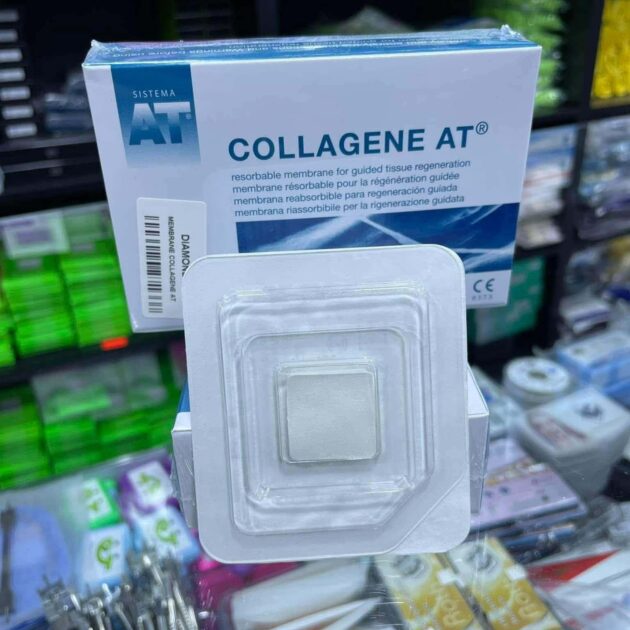 SISTEMA
AT®
COLLAGENE AT®
resorbable membrane for guided tissue regeneration
membrane résorbable pour la régénération guidée
membrana reabsorbible para regeneración guiada
membrana riassorbibile per la rigenerazione guidata
MEMBRANE COLLAGENE AT
CE
0373